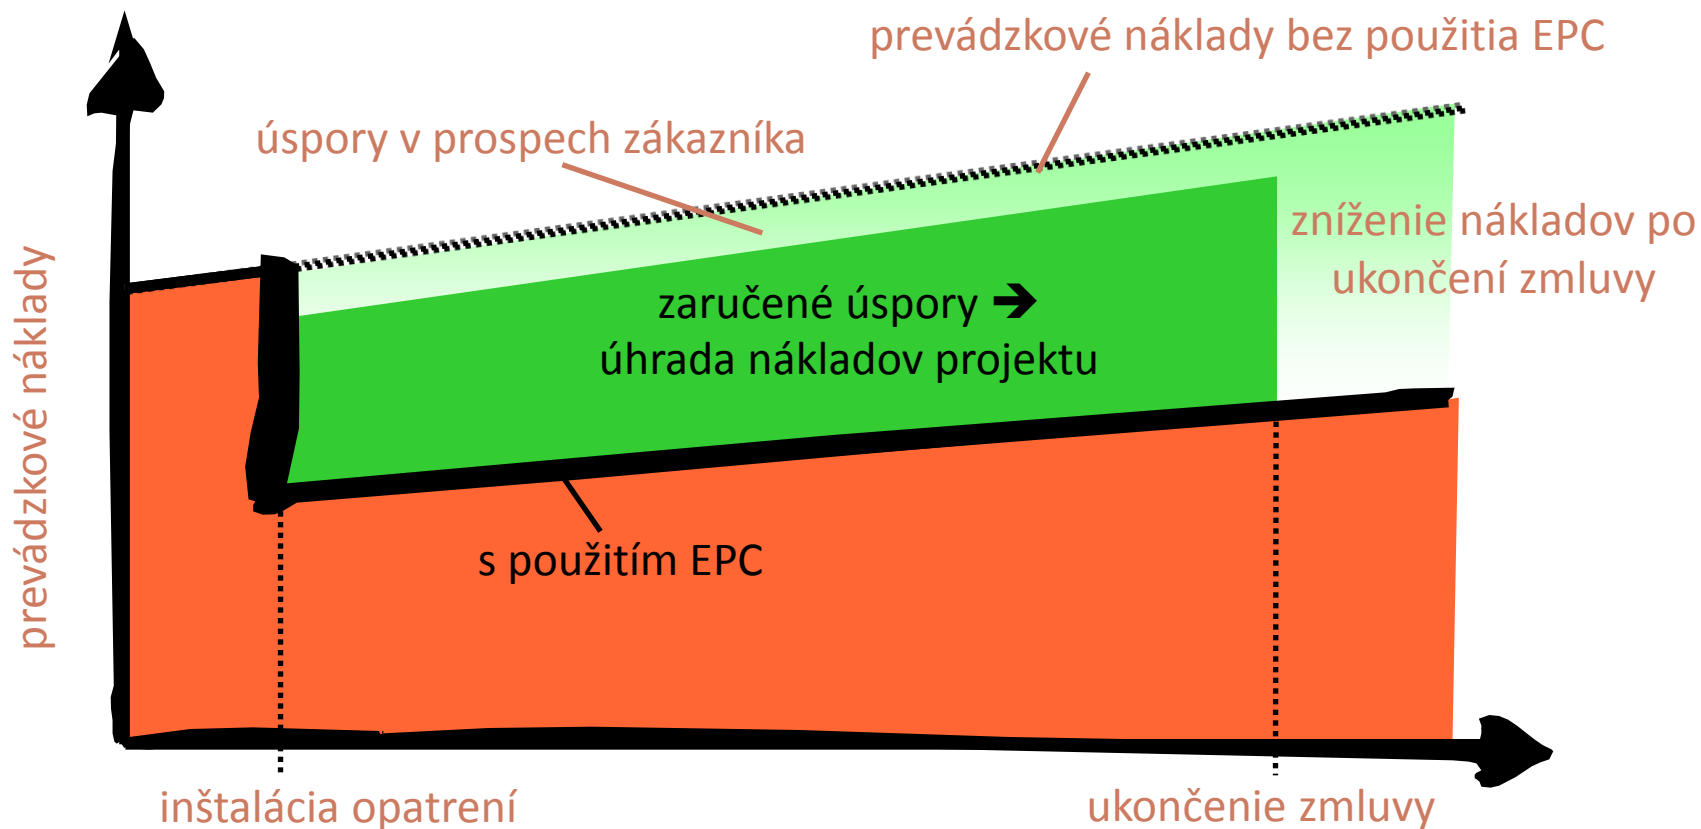 prevádzkové náklady bez použitia EPC
úspory v prospech zákazníka
prevádzkové náklady
zníženie nákladov po
ukončení zmluvy
zaručené úspory ➔
úhrada nákladov projektu
s použitím EPC
inštalácia opatrení
ukončenie zmluvy